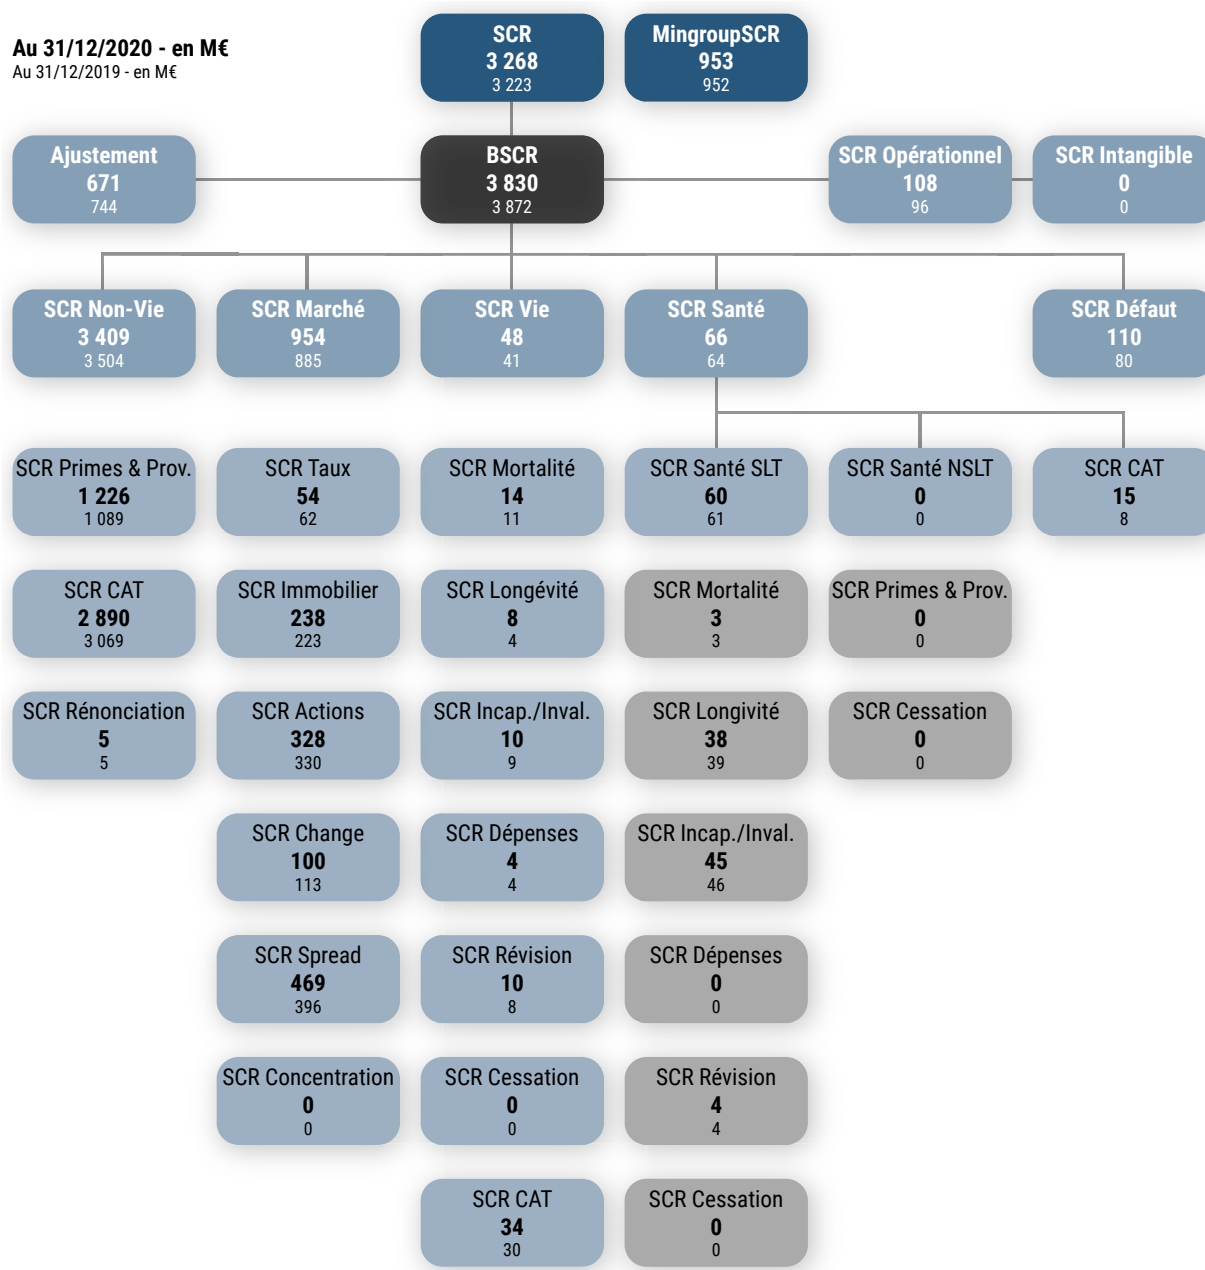 Au 31/12/2020 - en M€
Au 31/12/2019 - en M€
SCR
3 268
3 223
MingroupSCR
953
952
Ajustement
671
744
BSCR
3 830
3 872
SCR Opérationnel
108
96
SCR Intangible
0
0
SCR Non-Vie
3 409
3 504
SCR Marché
954
885
SCR Vie
48
41
SCR Santé
66
64
SCR Défaut
110
80
SCR Primes & Prov.
1 226
1 089
SCR Taux
54
62
SCR Mortalité
14
11
SCR Santé SLT
60
61
SCR Santé NSLT
0
0
SCR CAT
15
8
SCR CAT
2 890
3 069
SCR Immobilier
238
223
SCR Longévité
8
4
SCR Mortalité
3
3
SCR Primes & Prov.
0
0
SCR Rénonciation
5
5
SCR Actions
328
330
SCR Incap./Inval.
10
9
SCR Longivité
38
39
SCR Cessation
0
0
SCR Change
100
113
SCR Dépenses
4
4
SCR Incap./Inval.
45
46
SCR Spread
469
396
SCR Révision
10
8
SCR Dépenses
0
0
SCR Concentration
0
0
SCR Cessation
0
0
SCR Révision
4
4
SCR CAT
34
30
SCR Cessation
0
0